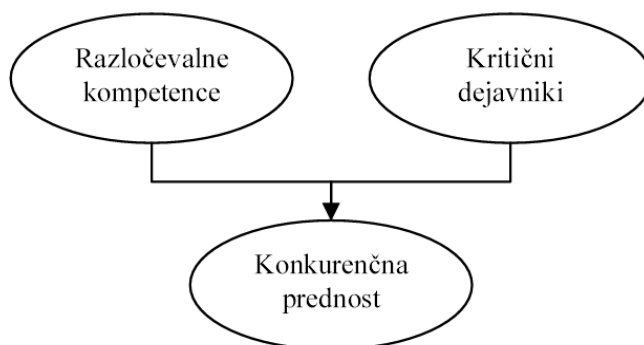 Razločevalne
kompetence
Kritični
dejavniki
Konkurenčna
prednost